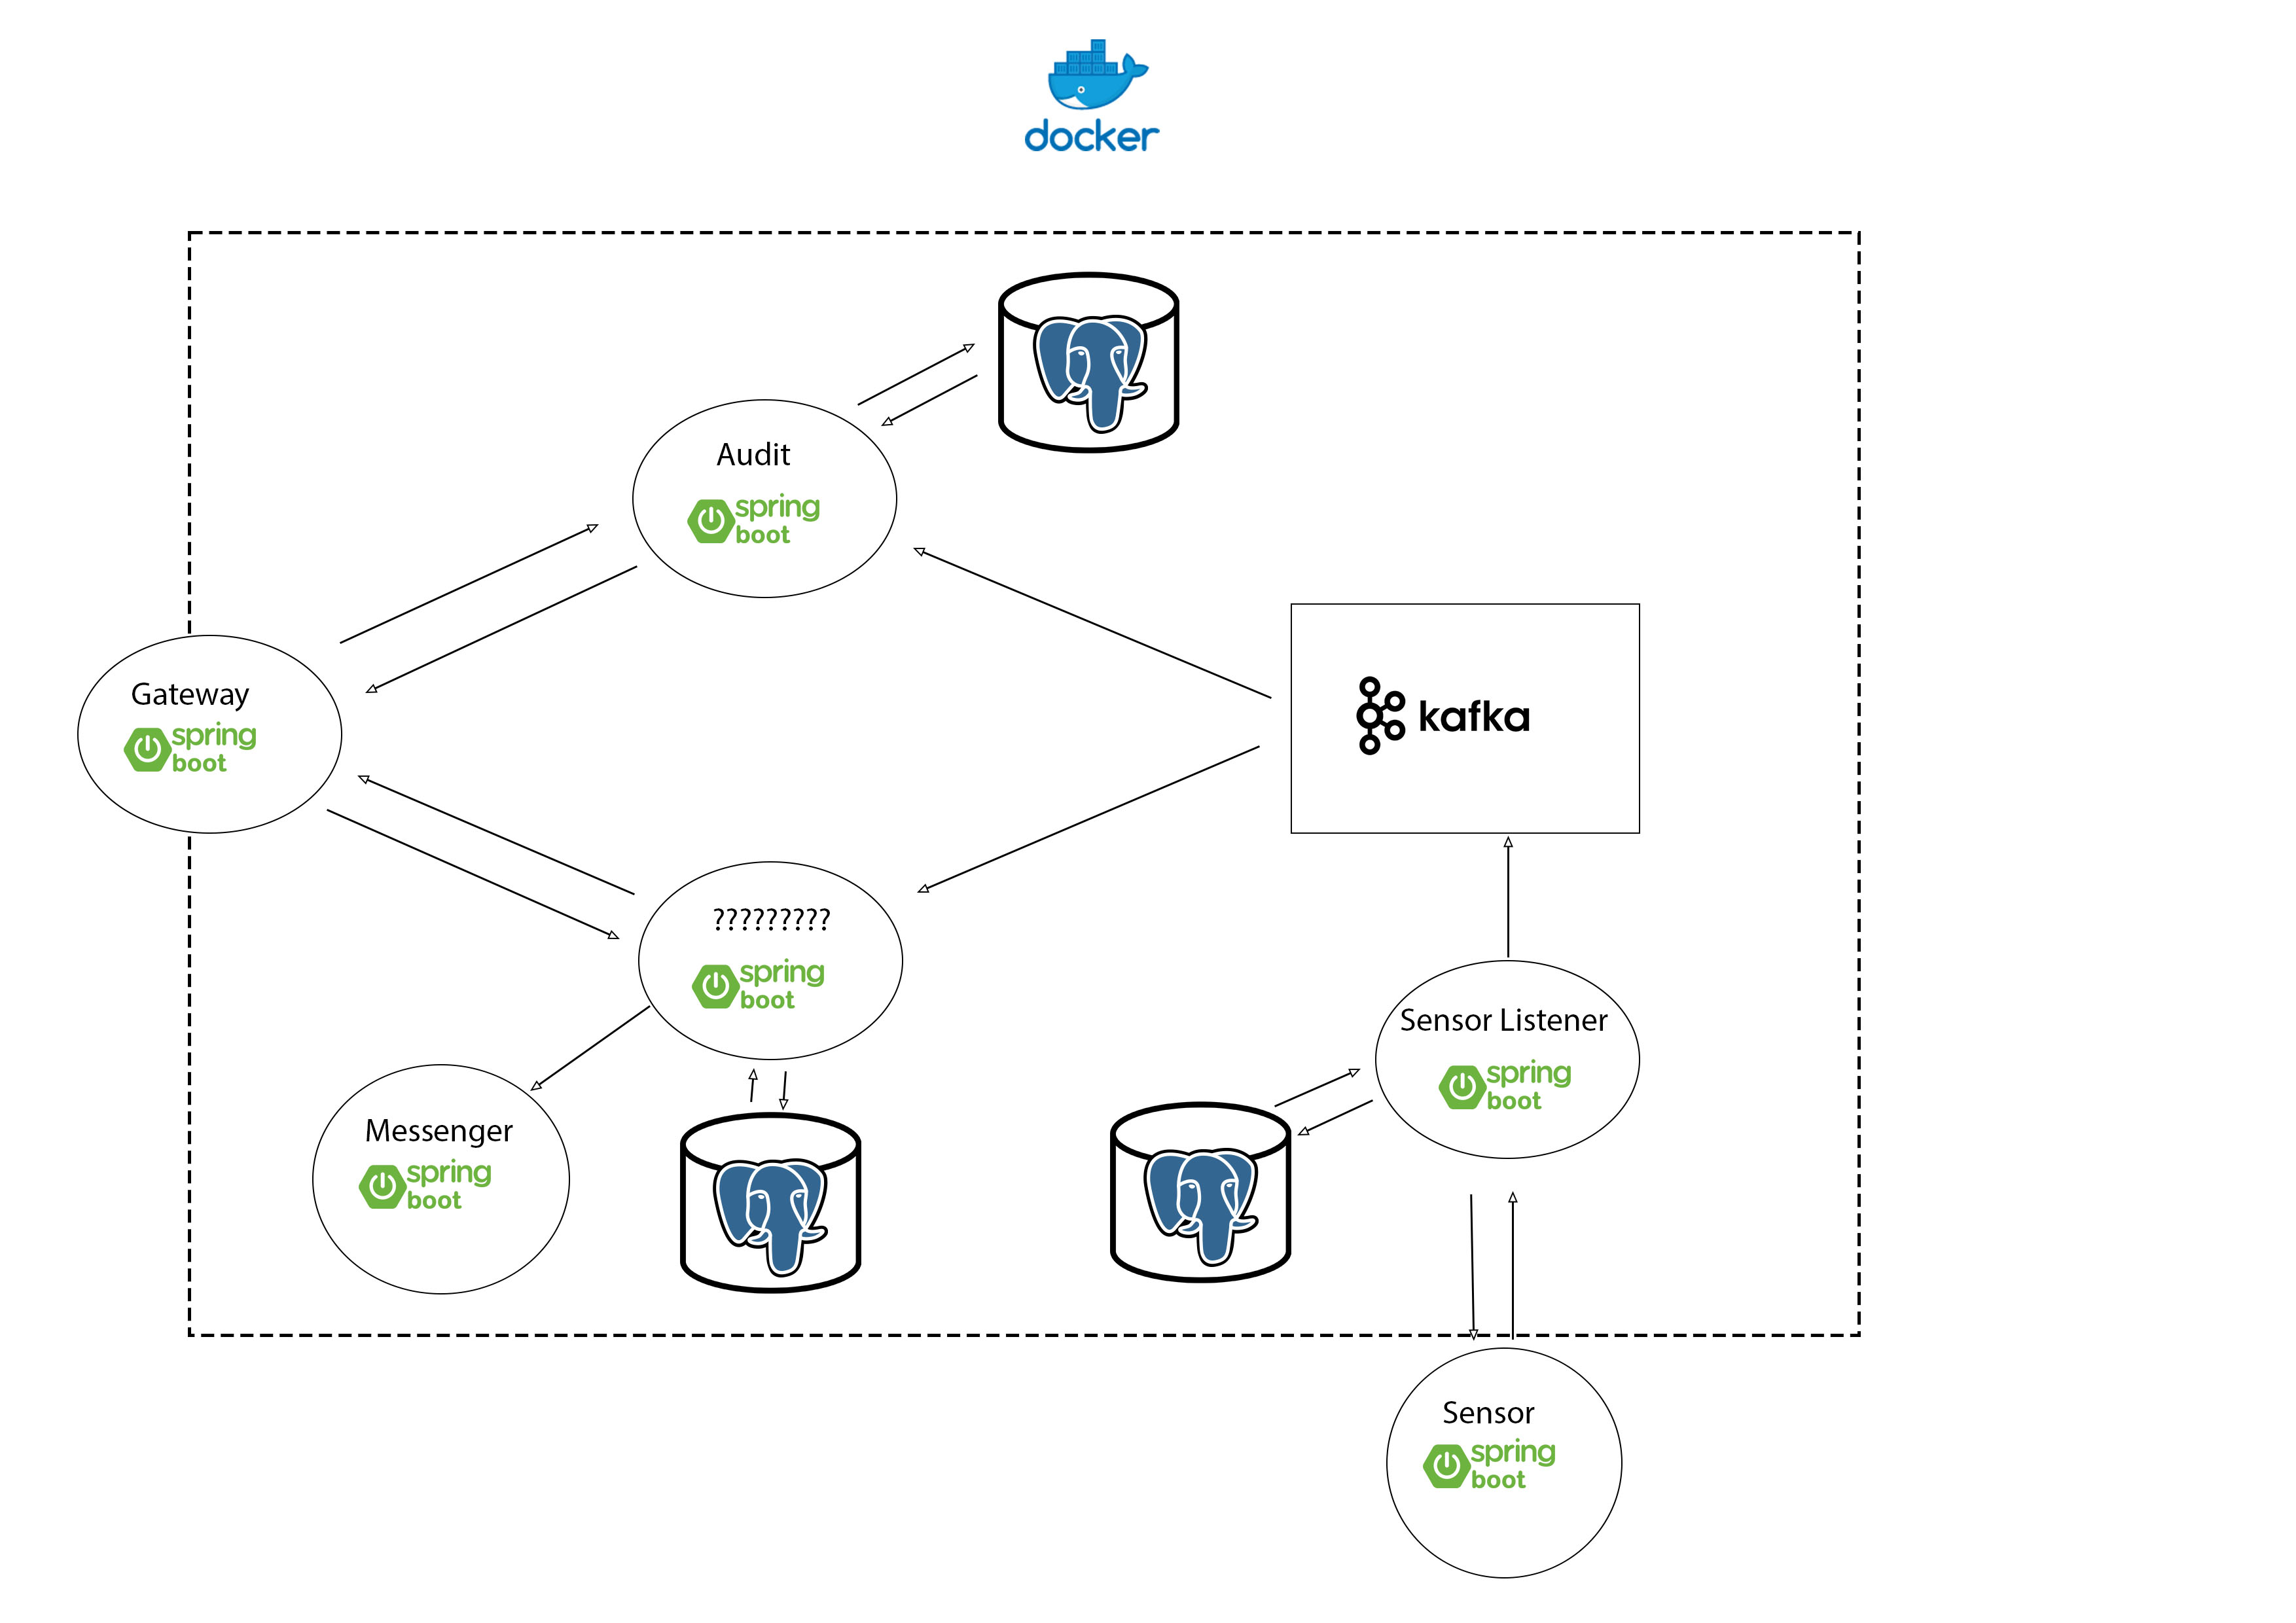 docker
Audit
spring
boot
Gateway
spring
boot
kafka
?????????
spring
boot
Sensor Listener
spring
boot
Messenger
spring
boot
Sensor
spring
boot